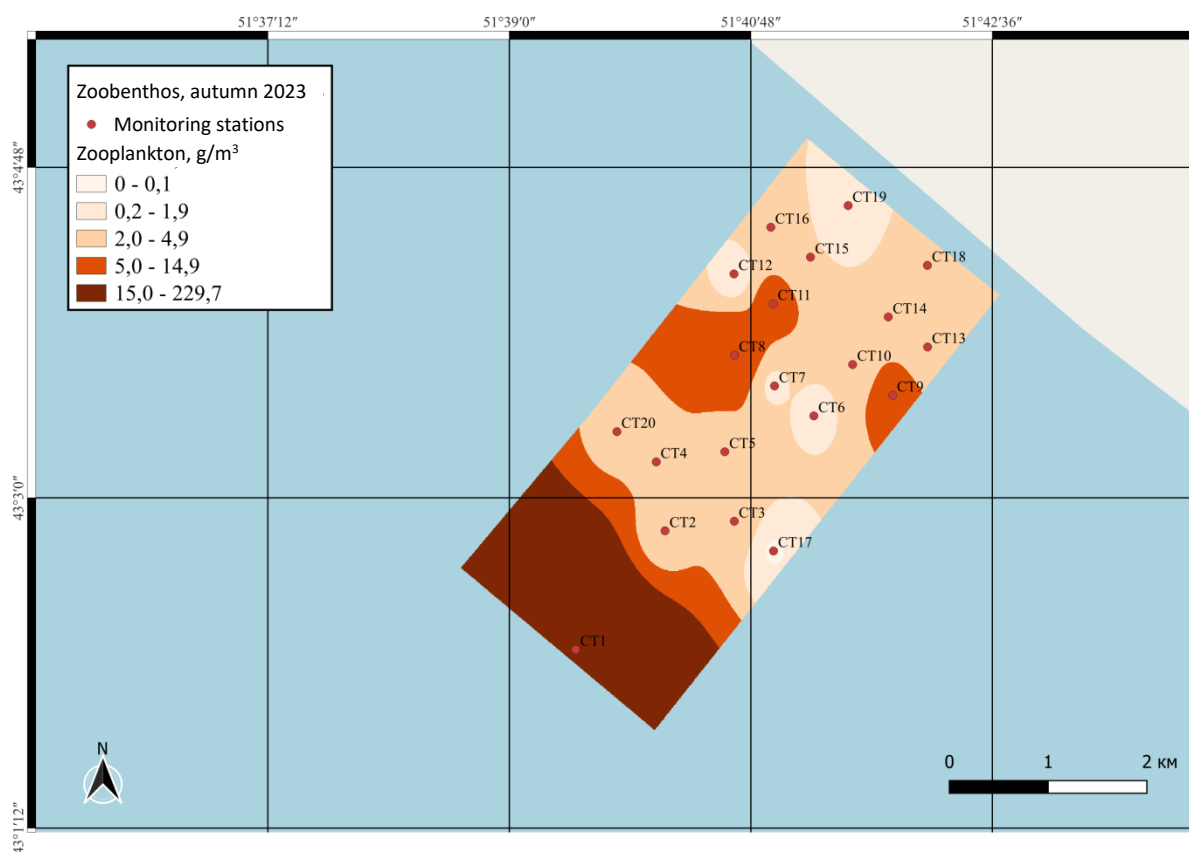 51°37'12" 51°39'0" 51°40'48" 51°42'36"
Zoobenthos, autumn 2023
Monitoring stations
Zooplankton, g/m³
0 - 0,1
0,2 - 1,9
2,0 - 4,9
5,0 - 14,9
15,0 - 229,7
43°4'48"
43°3'0"
43°1'12"
CT19
CT16
CT15
CT18
CT12
CT11
CT14
CT13
CT8
CT10
CT7
CT9
CT6
CT20
CT5
CT4
CT3
CT2
CT17
CT1
N
0 1 2 км